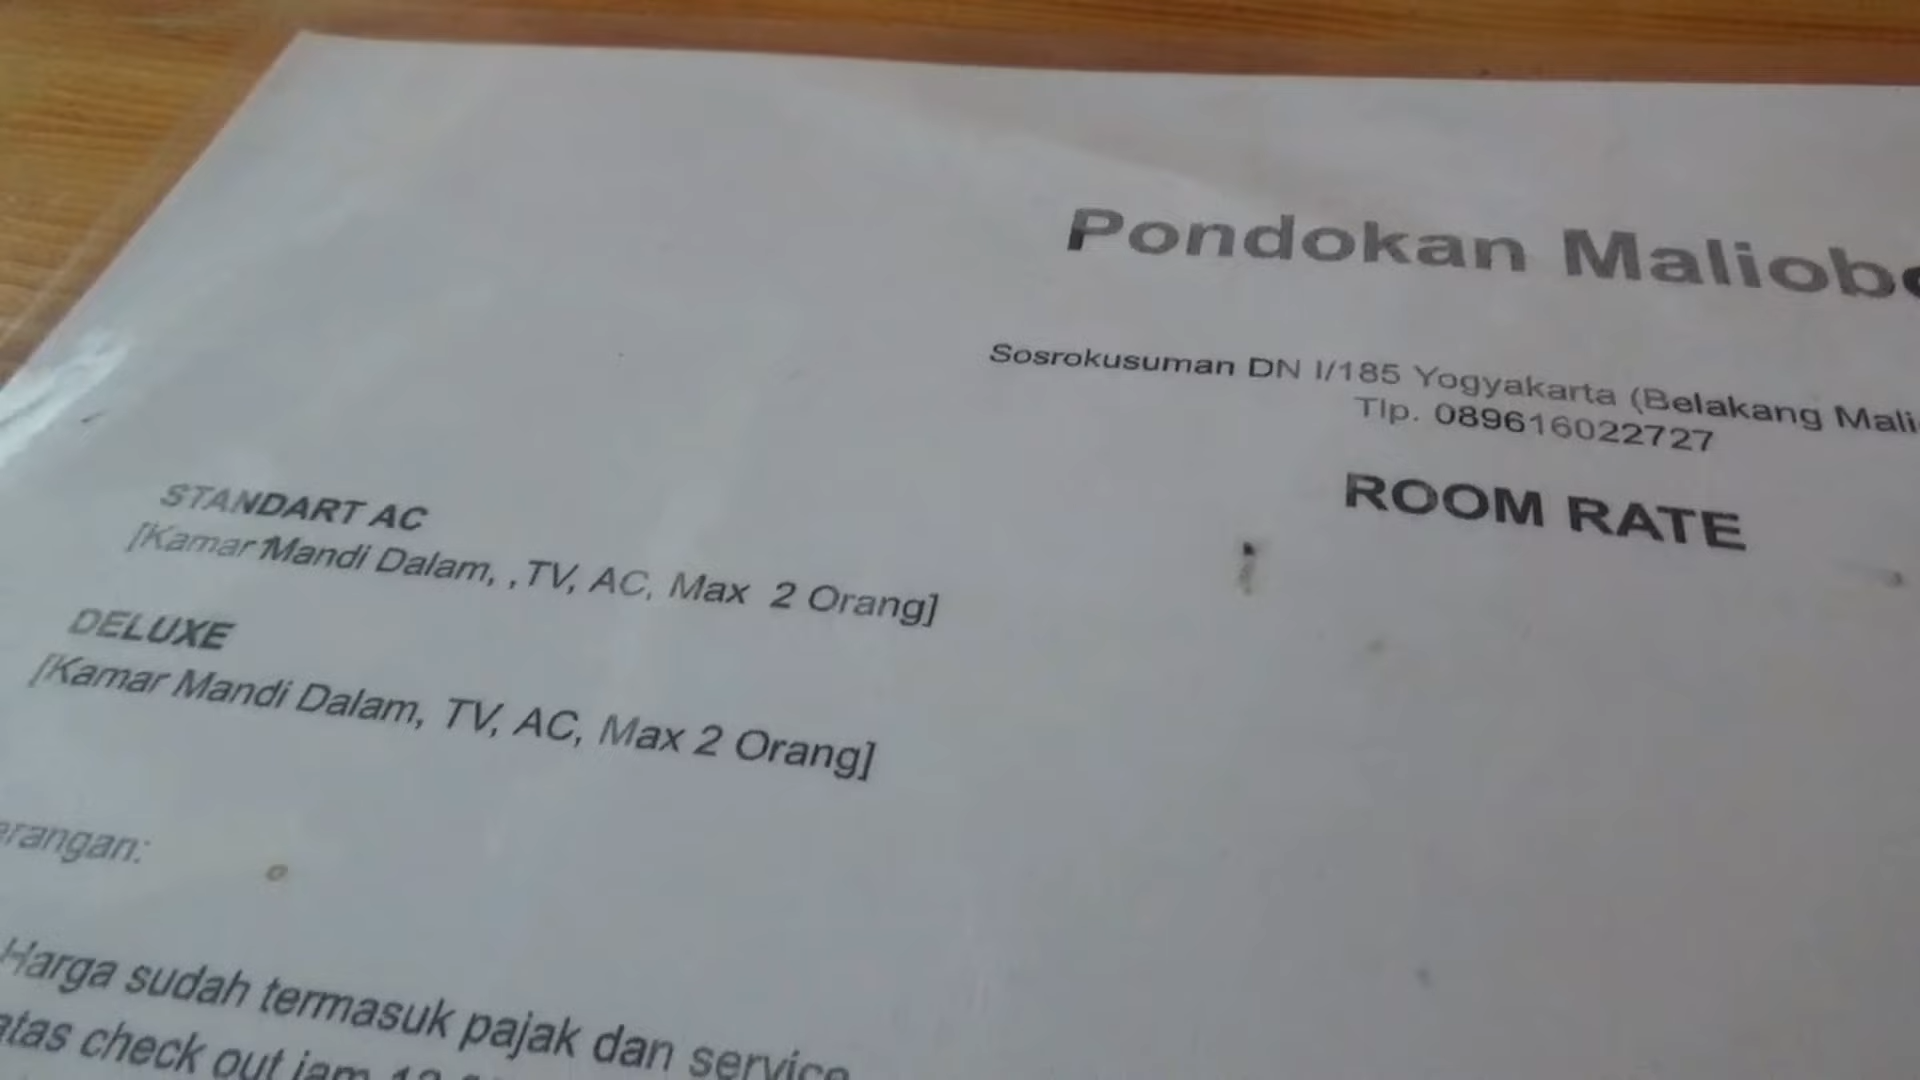 Pondokan Maliobo
Sosrokusuman DN I/185 Yogyakarta (Belakang Mali
Tlp. 089616022727
ROOM RATE
STANDART AC
[Kamar Mandi Dalam, , TV, AC, Max 2 Orang]
DELUXE
[Kamar Mandi Dalam, TV, AC, Max 2 Orang]
erangan:
Harga sudah termasuk pajak dan service
atas check out jam